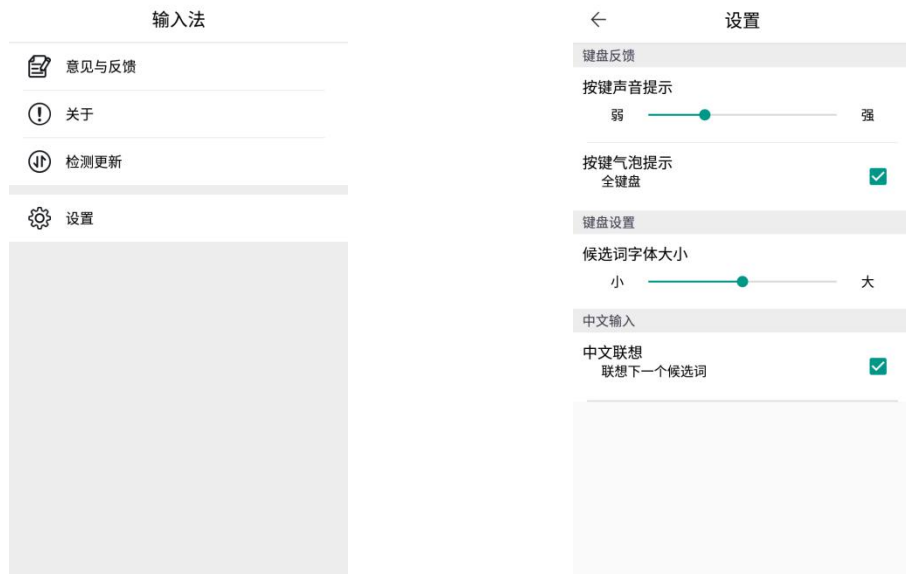 输入法
意见与反馈
关于
检测更新
设置
设置
键盘反馈
按键声音提示
弱 强
按键气泡提示
全键盘
键盘设置
候选词字体大小
小 大
中文输入
中文联想
联想下一个候选词